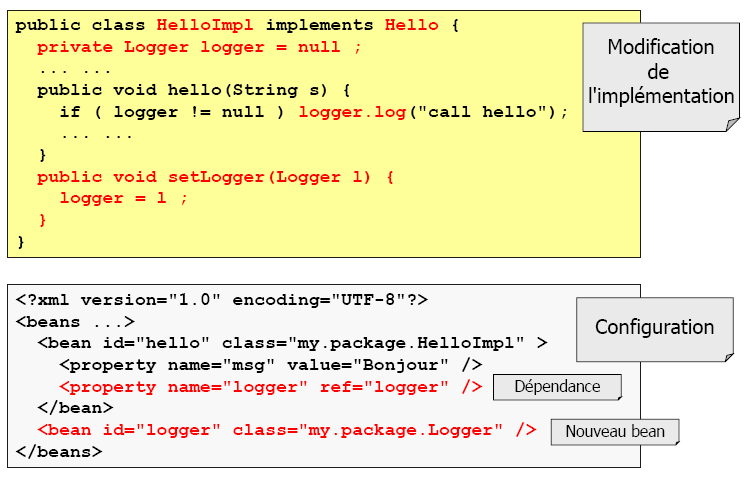 public class HelloImpl implements Hello {
private Logger logger = null ;
... ...
public void hello(String s) {
if ( logger != null ) logger.log("call hello");
... ...
}
public void setLogger(Logger l) {
logger = l ;
}
}
Modification
de
l'implémentation
<?xml version="1.0" encoding="UTF-8"?>
<beans ...>
<bean id="hello" class="my.package.HelloImpl" >
<property name="msg" value="Bonjour" />
<property name="logger" ref="logger" />
</bean>
<bean id="logger" class="my.package.Logger" />
</beans>
Configuration
Dépendance
Nouveau bean